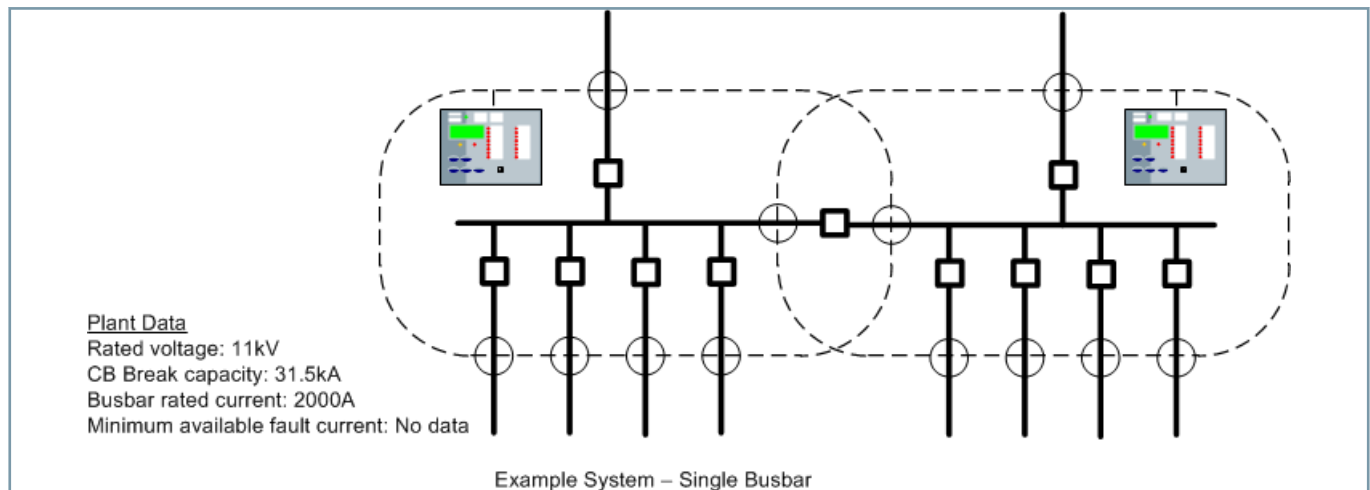 Plant Data
Rated voltage: 11kV
CB Break capacity: 31.5kA
Busbar rated current: 2000A
Minimum available fault current: No data
Example System – Single Busbar